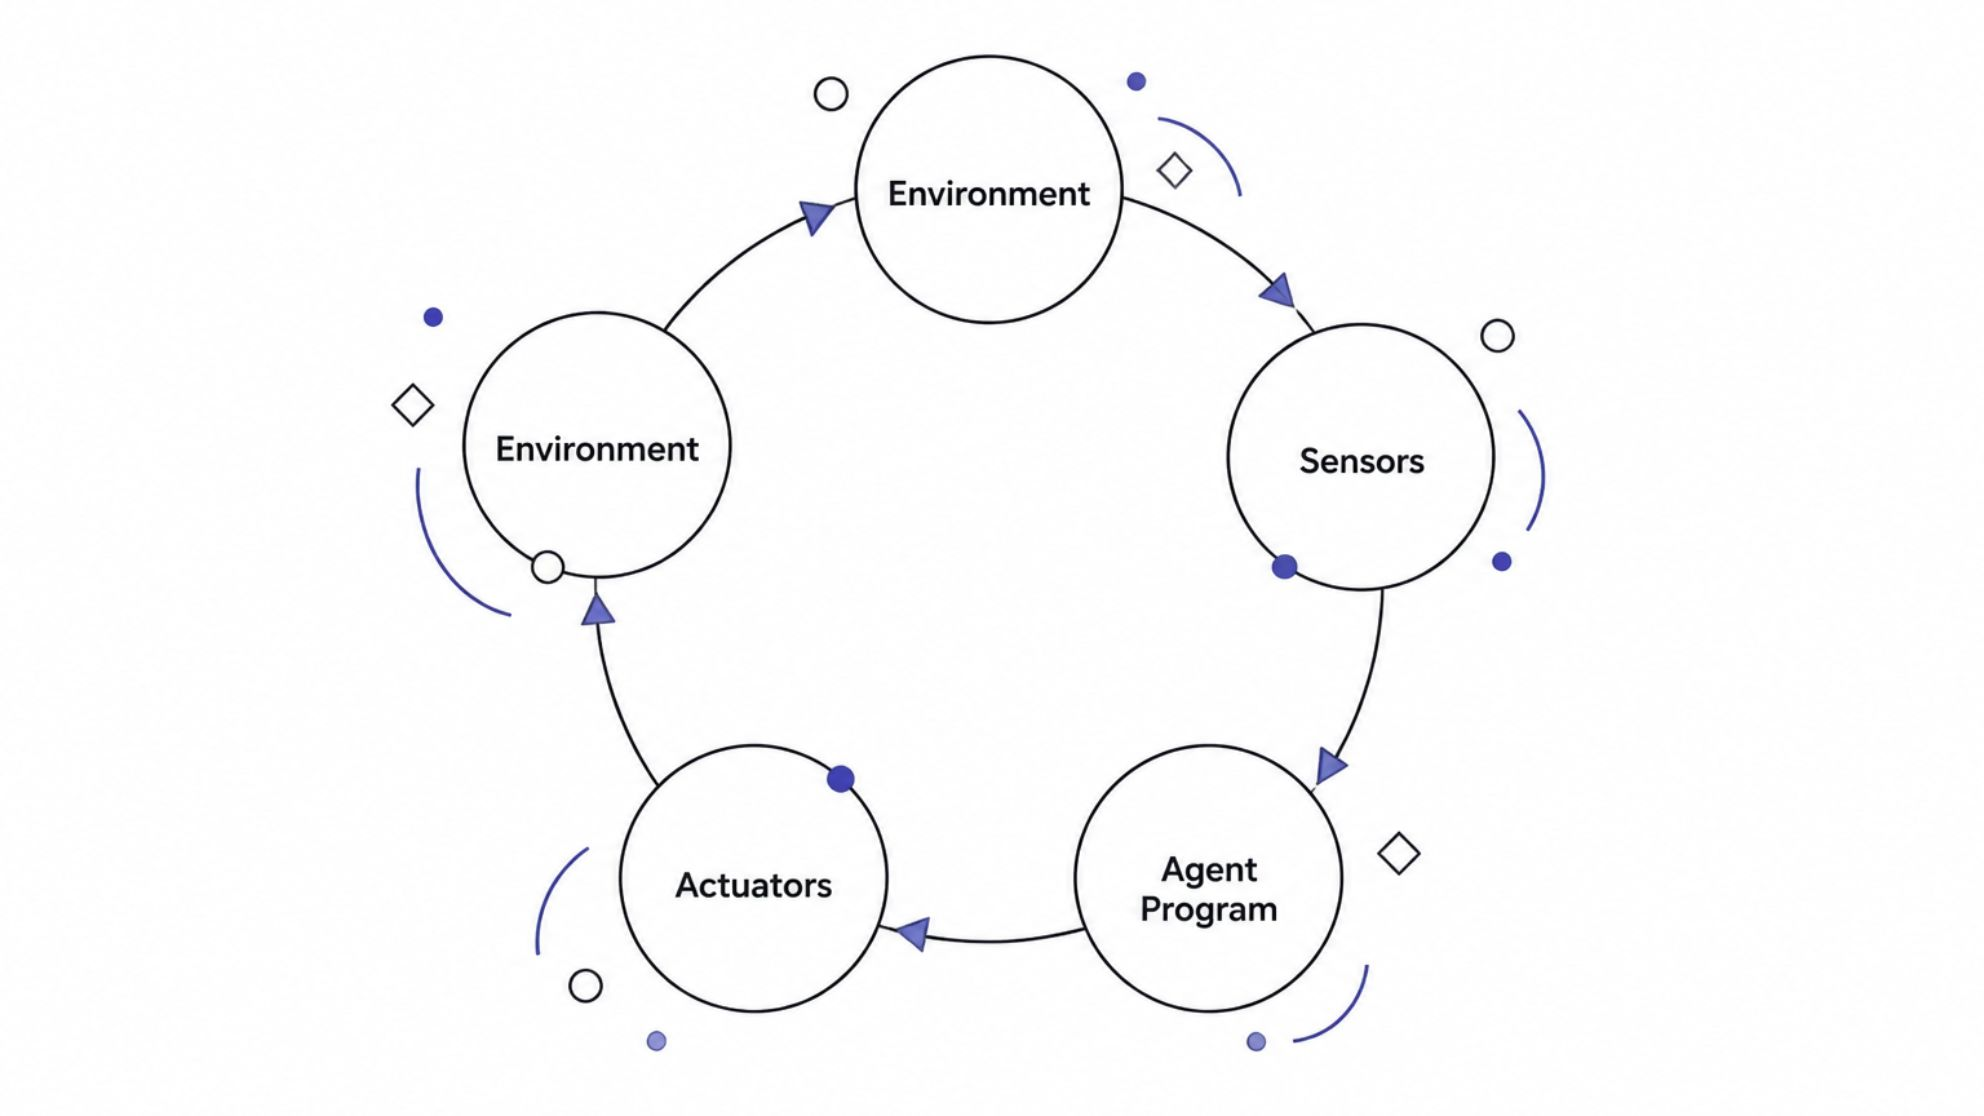 Environment
Sensors
Agent
Program
Actuators
Environment